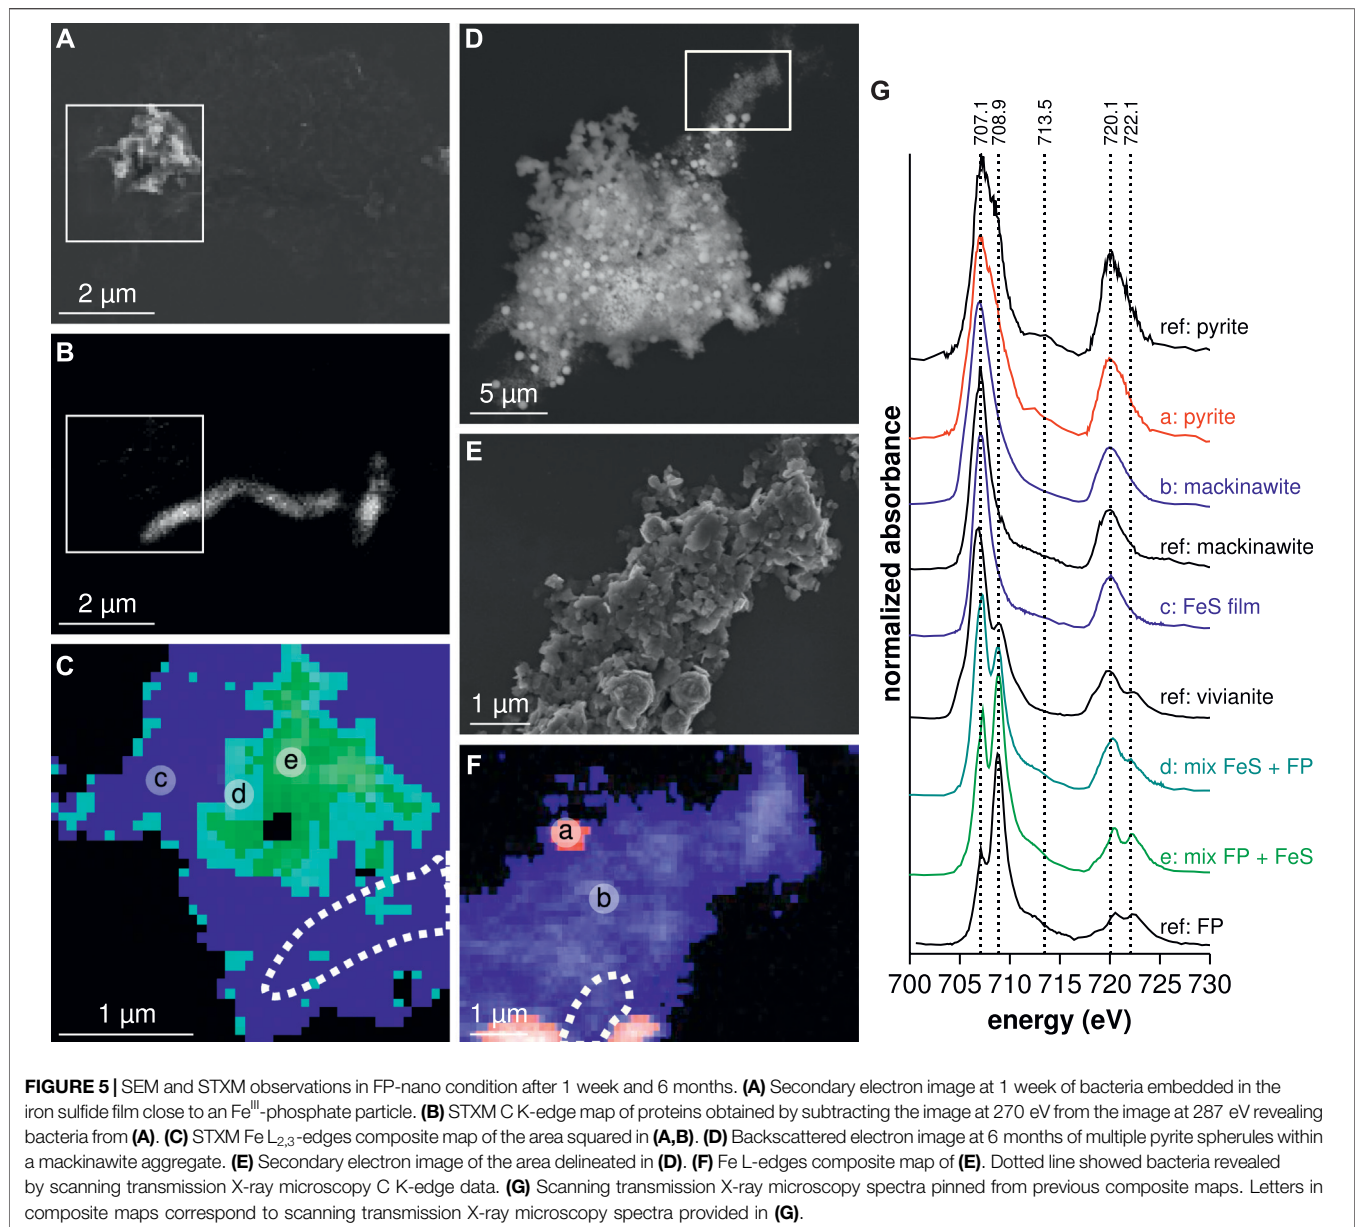 A
2 µm
B
2 µm
C
c
d
e
1 µm
D
5 µm
E
1 µm
F
a
b
1 µm
G
707.1
708.9
713.5
720.1
722.1
normalized absorbance
ref: pyrite
a: pyrite
b: mackinawite
ref: mackinawite
c: FeS film
ref: vivianite
d: mix FeS + FP
e: mix FP + FeS
ref: FP
700 705 710 715 720 725 730
energy (eV)
FIGURE 5 | SEM and STXM observations in FP-nano condition after 1 week and 6 months. (A) Secondary electron image at 1 week of bacteria embedded in the
iron sulfide film close to an Fe^III-phosphate particle. (B) STXM C K-edge map of proteins obtained by subtracting the image at 270 eV from the image at 287 eV revealing
bacteria from (A). (C) STXM Fe L2,3-edges composite map of the area squared in (A,B). (D) Backscattered electron image at 6 months of multiple pyrite spherules within
a mackinawite aggregate. (E) Secondary electron image of the area delineated in (D). (F) Fe L-edges composite map of (E). Dotted line showed bacteria revealed
by scanning transmission X-ray microscopy C K-edge data. (G) Scanning transmission X-ray microscopy spectra pinned from previous composite maps. Letters in
composite maps correspond to scanning transmission X-ray microscopy spectra provided in (G).